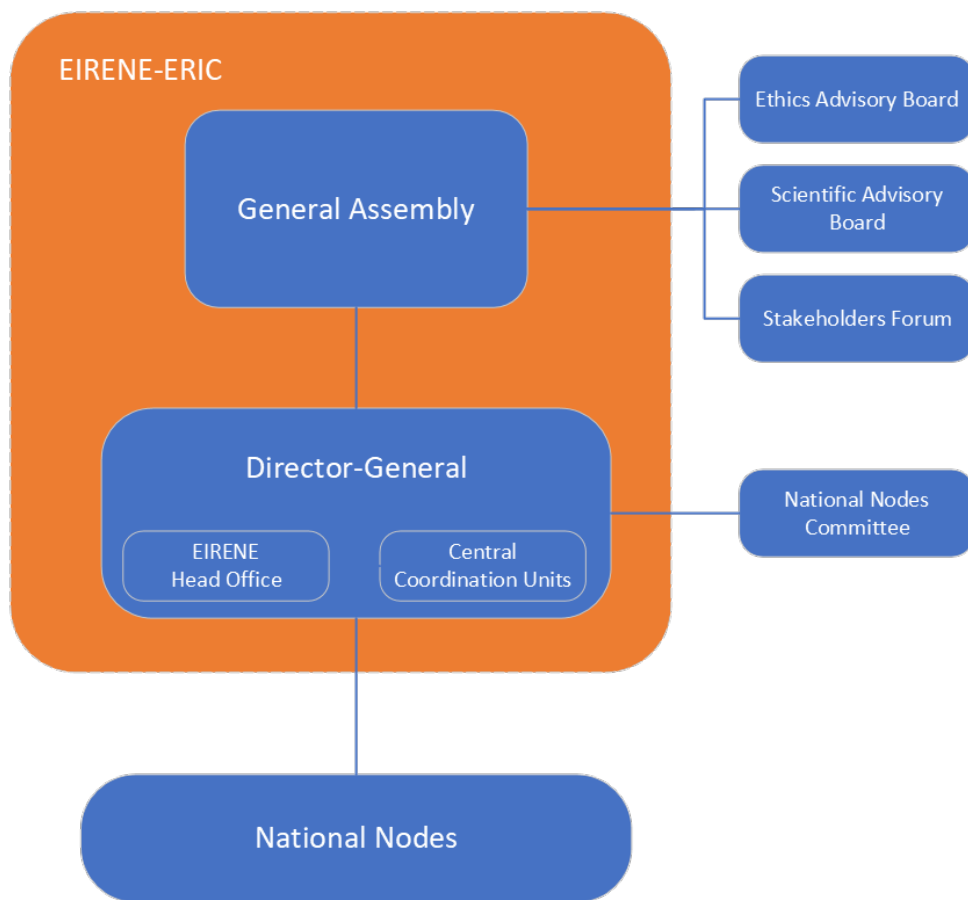 EIRENE-ERIC
General Assembly
Ethics Advisory Board
Scientific Advisory
Board
Stakeholders Forum
Director-General
EIRENE
Head Office
Central
Coordination Units
National Nodes
Committee
National Nodes